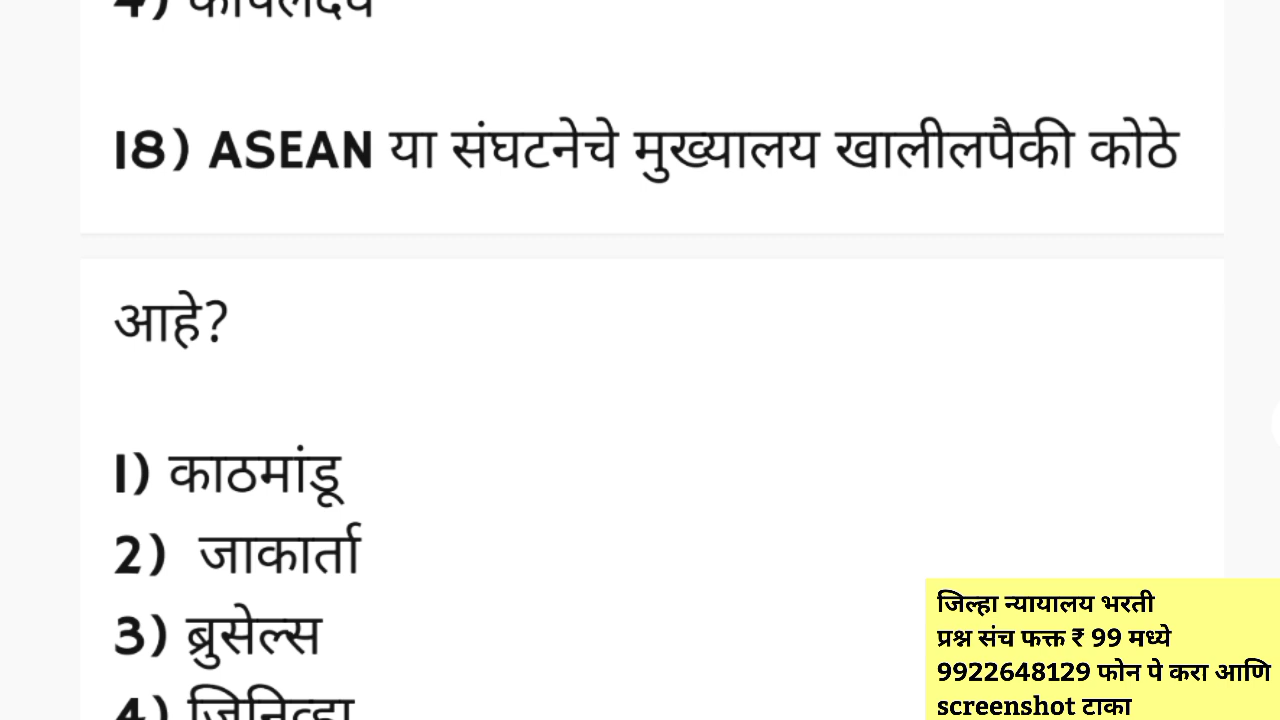 18) ASEAN या संघटनेचे मुख्यालय खालीलपैकी कोठे
आहे?
1) काठमांडू
2) जाकार्ता
3) ब्रुसेल्स
4) जिनिव्हा
जिल्हा न्यायालय भरती
प्रश्न संच फक्त ₹ 99 मध्ये
9922648129 फोन पे करा आणि
screenshot टाका